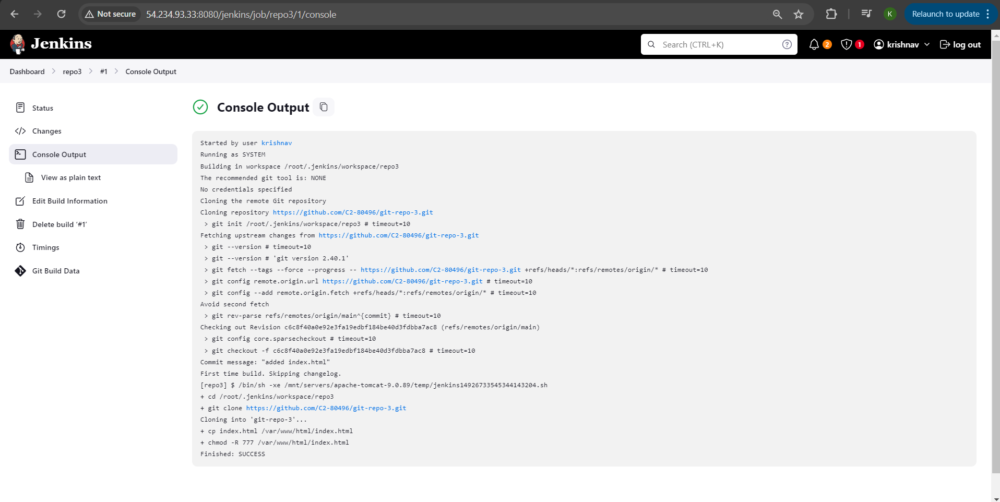 Not secure 54.234.93.33:8080/jenkins/job/repo3/1/console K Relaunch to update
Jenkins Search (CTRL+K) ? 2 1 krishnav log out
Dashboard > repo3 > #1 > Console Output
Status
Changes
Console Output
View as plain text
Edit Build Information
Delete build ‘#1’
Timings
Git Build Data
Console Output
Started by user krishnav
Running as SYSTEM
Building in workspace /root/.jenkins/workspace/repo3
The recommended git tool is: NONE
No credentials specified
Cloning the remote Git repository
Cloning repository https://github.com/C2-80496/git-repo-3.git
 > git init /root/.jenkins/workspace/repo3 # timeout=10
Fetching upstream changes from https://github.com/C2-80496/git-repo-3.git
 > git --version # timeout=10
 > git --version # 'git version 2.40.1'
 > git fetch --tags --force --progress -- https://github.com/C2-80496/git-repo-3.git +refs/heads/*:refs/remotes/origin/* # timeout=10
 > git config remote.origin.url https://github.com/C2-80496/git-repo-3.git # timeout=10
 > git config --add remote.origin.fetch +refs/heads/*:refs/remotes/origin/* # timeout=10
Avoid second fetch
 > git rev-parse refs/remotes/origin/main^{commit} # timeout=10
Checking out Revision c6c8f40a0e92e3fa19edbf184be40d3fdbba7ac8 (refs/remotes/origin/main)
 > git config core.sparsecheckout # timeout=10
 > git checkout -f c6c8f40a0e92e3fa19edbf184be40d3fdbba7ac8 # timeout=10
Commit message: "added index.html"
First time build. Skipping changelog.
[repo3] $ /bin/sh -xe /mnt/servers/apache-tomcat-9.0.89/temp/jenkins14926733545344143204.sh
+ cd /root/.jenkins/workspace/repo3
+ git clone https://github.com/C2-80496/git-repo-3.git
Cloning into 'git-repo-3'...
+ cp index.html /var/www/html/index.html
+ chmod -R 777 /var/www/html/index.html
Finished: SUCCESS